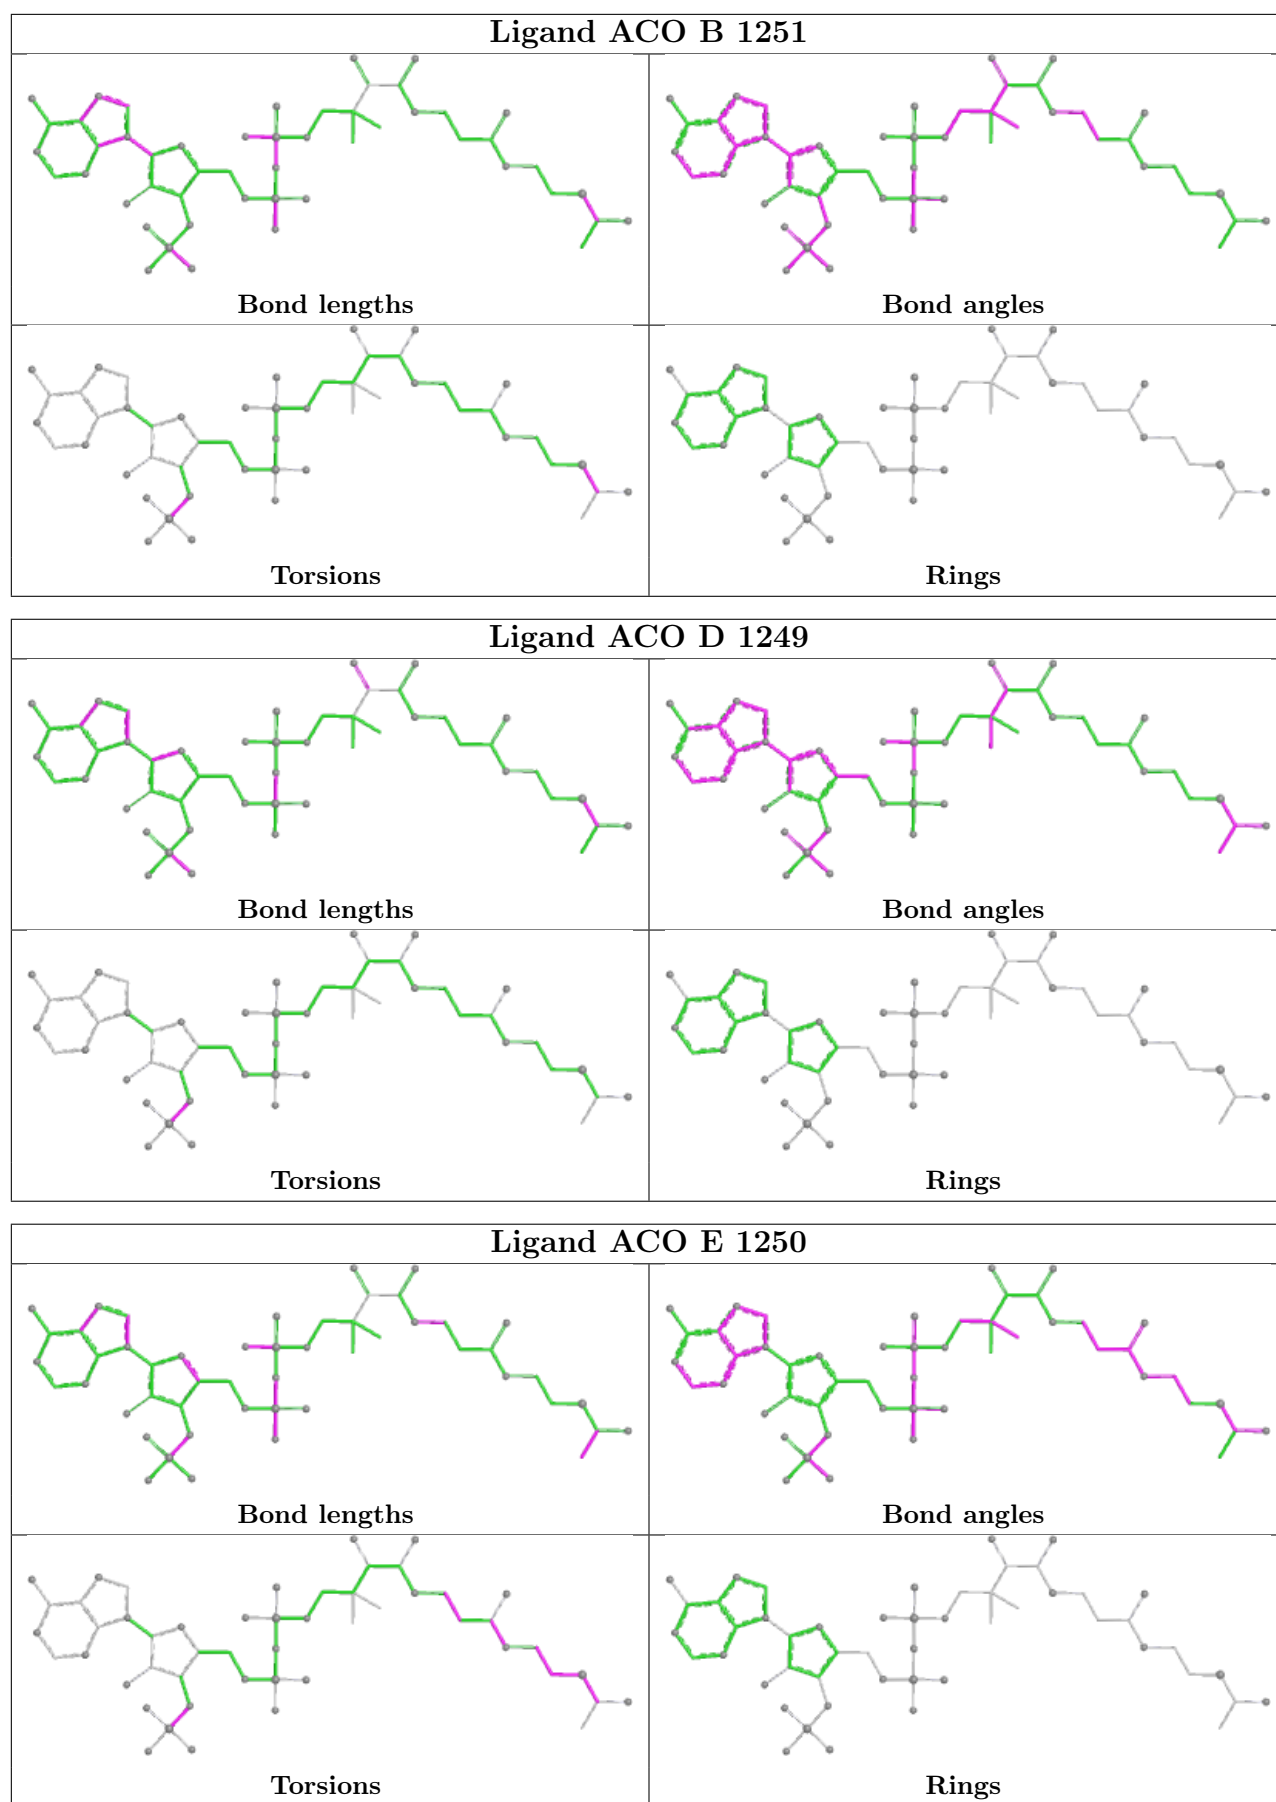 Ligand ACO B 1251
Bond lengths
Bond angles
Torsions
Rings
Ligand ACO D 1249
Bond lengths
Bond angles
Torsions
Rings
Ligand ACO E 1250
Bond lengths
Bond angles
Torsions
Rings